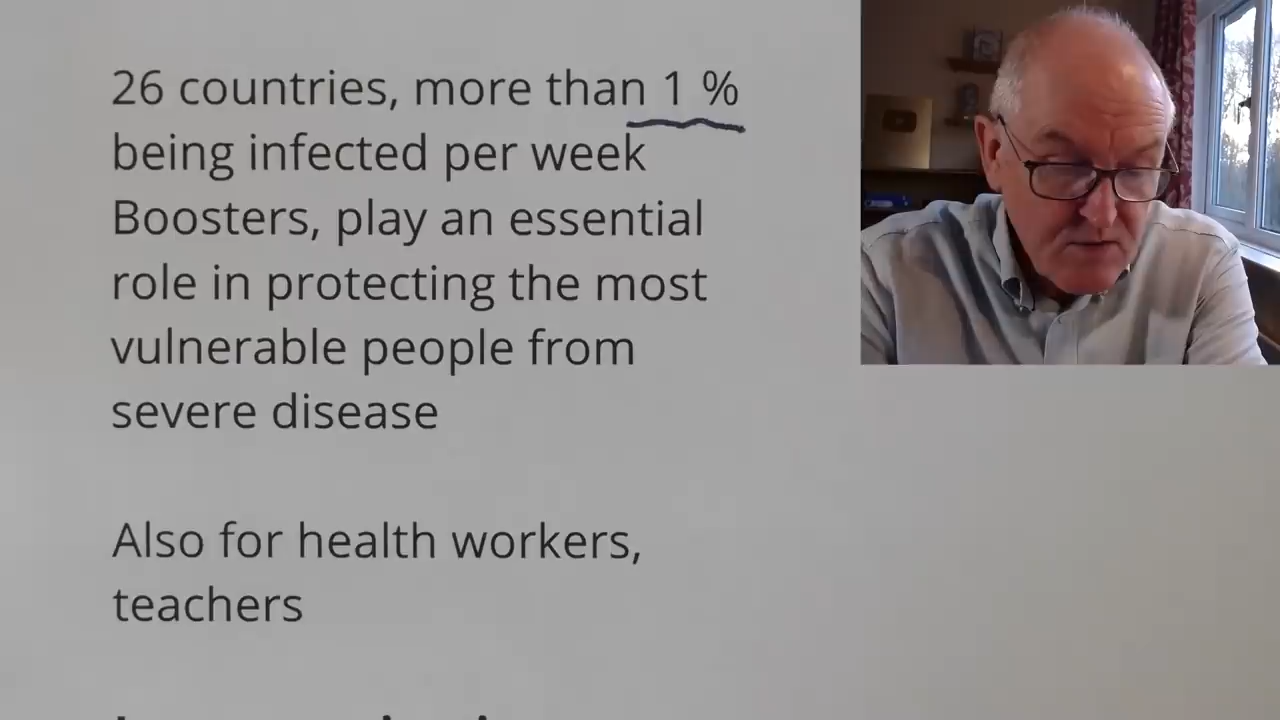 26 countries, more than 1 %
being infected per week
Boosters, play an essential
role in protecting the most
vulnerable people from
severe disease
Also for health workers,
teachers